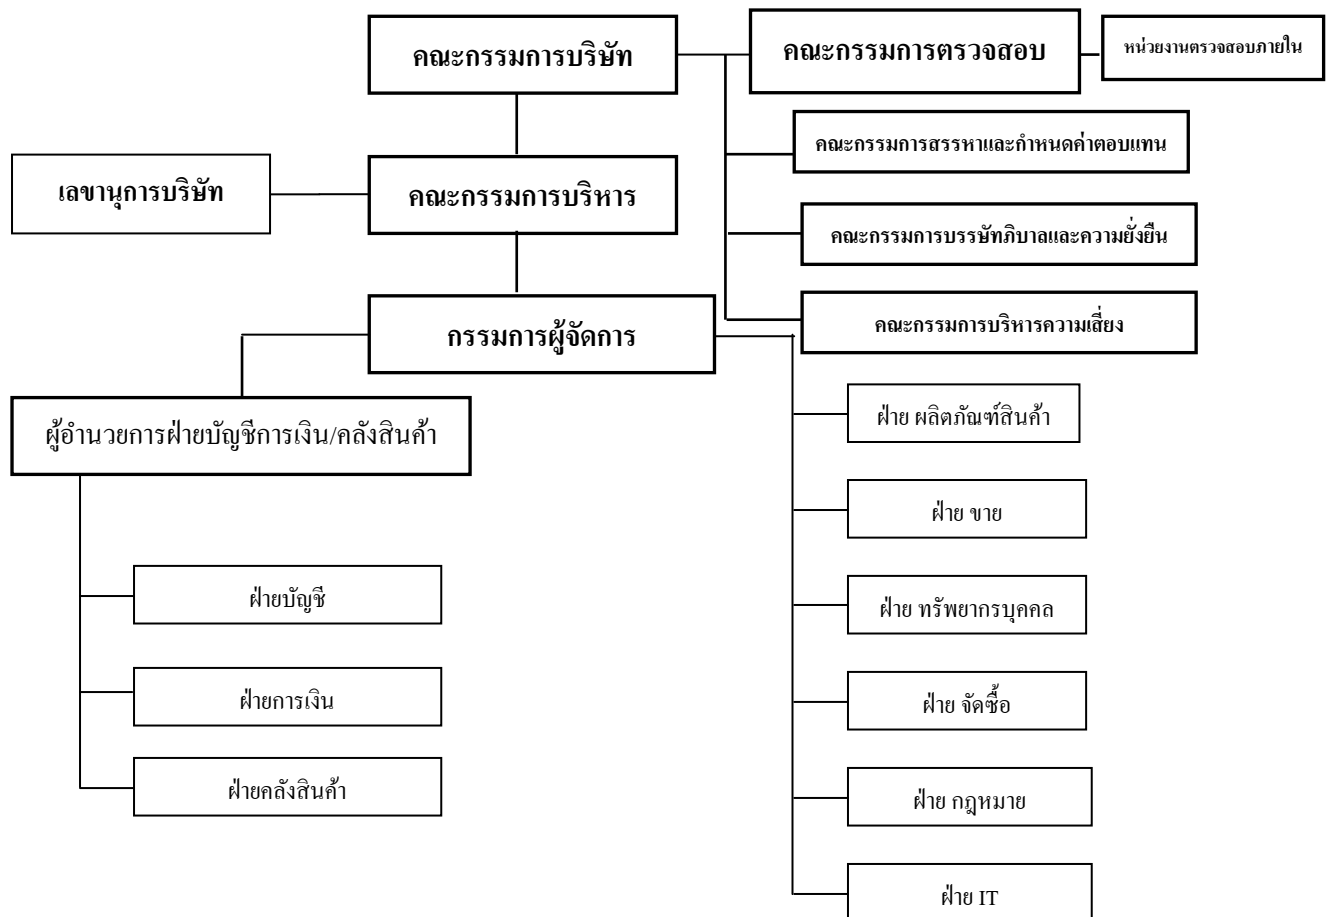 คณะกรรมการบริษัท
คณะกรรมการตรวจสอบ
หน่วยงานตรวจสอบภายใน
คณะกรรมการสรรหาและกำหนดค่าตอบแทน
เลขานุการบริษัท
คณะกรรมการบริหาร
คณะกรรมการบรรษัทภิบาลและความยั่งยืน
กรรมการผู้จัดการ
คณะกรรมการบริหารความเสี่ยง
ผู้อำนวยการฝ่ายบัญชีการเงิน/คลังสินค้า
ฝ่าย ผลิตภัณฑ์สินค้า
ฝ่าย ขาย
ฝ่ายบัญชี
ฝ่าย ทรัพยากรบุคคล
ฝ่ายการเงิน
ฝ่าย จัดซื้อ
ฝ่ายคลังสินค้า
ฝ่าย กฎหมาย
ฝ่าย IT